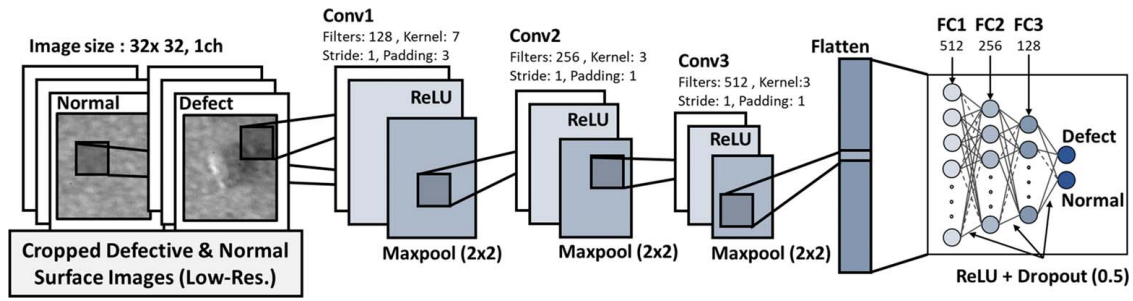 Image size : 32x 32, 1ch
Normal
Defect
Cropped Defective & Normal
Surface Images (Low-Res.)
Conv1
Filters: 128 , Kernel: 7
Stride: 1, Padding: 3
ReLU
Maxpool (2x2)
Conv2
Filters: 256 , Kernel: 3
Stride: 1, Padding: 1
ReLU
Maxpool (2x2)
Conv3
Filters: 512 , Kernel:3
Stride: 1, Padding: 1
ReLU
Maxpool (2x2)
Flatten
FC1 FC2 FC3
512 256 128
Defect
Normal
ReLU + Dropout (0.5)